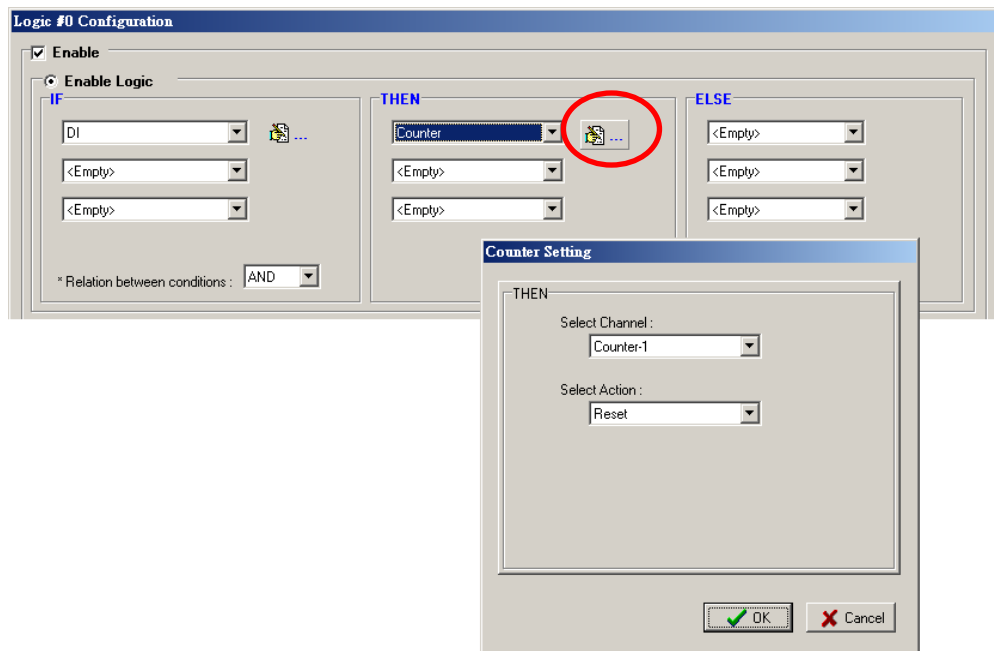 Logic #0 Configuration
Enable
Enable Logic
IF
THEN
ELSE
DI
...
Counter
...
<Empty>
<Empty>
<Empty>
<Empty>
<Empty>
<Empty>
<Empty>
* Relation between conditions :
AND
Counter Setting
THEN
Select Channel :
Counter-1
Select Action :
Reset
OK
Cancel